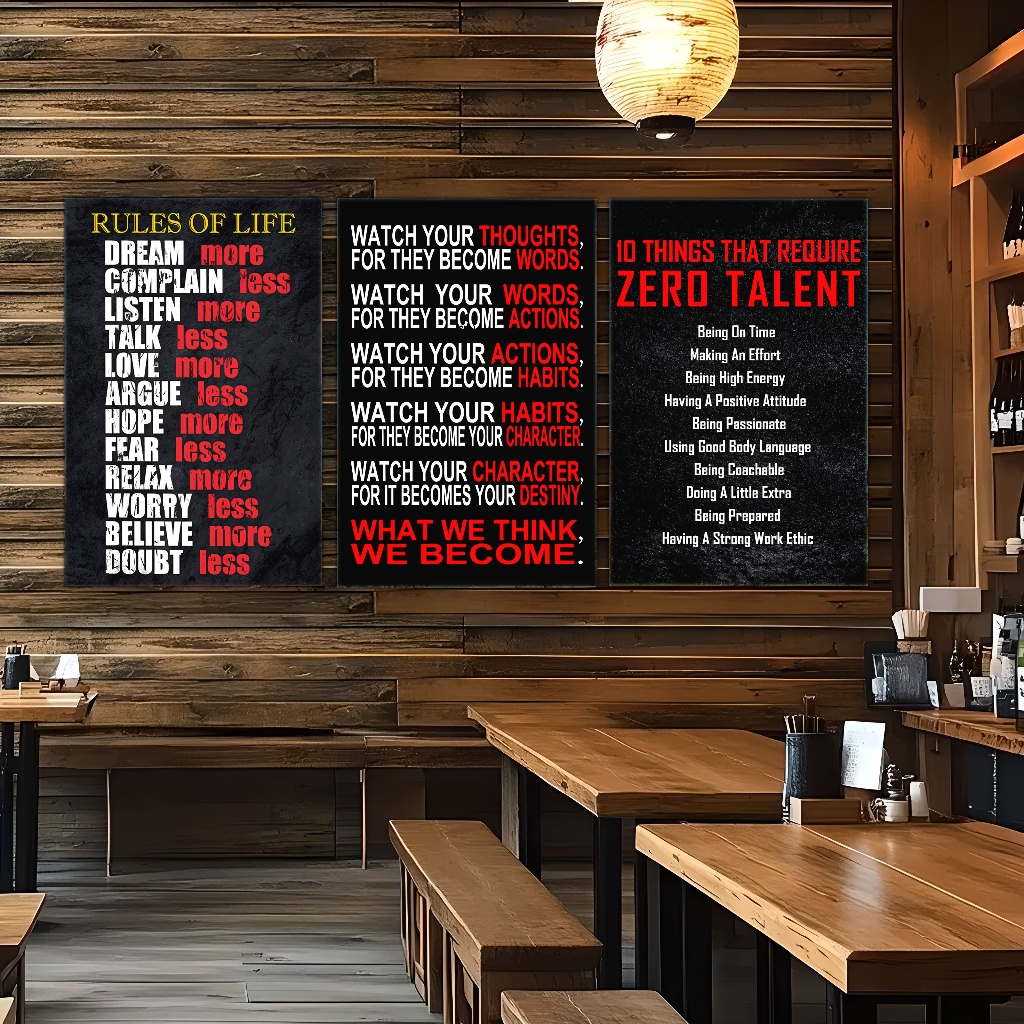 RULES OF LIFE
DREAM more
COMPLAIN less
LISTEN more
TALK less
LOVE more
ARGUE less
HOPE more
FEAR less
RELAX more
WORRY less
BELIEVE more
DOUBT less
WATCH YOUR THOUGHTS,
FOR THEY BECOME WORDS.
WATCH YOUR WORDS,
FOR THEY BECOME ACTIONS.
WATCH YOUR ACTIONS,
FOR THEY BECOME HABITS.
WATCH YOUR HABITS,
FOR THEY BECOME YOUR CHARACTER.
WATCH YOUR CHARACTER,
FOR IT BECOMES YOUR DESTINY.
WHAT WE THINK,
WE BECOME.
10 THINGS THAT REQUIRE
ZERO TALENT
Being On Time
Making An Effort
Being High Energy
Having A Positive Attitude
Being Passionate
Using Good Body Language
Being Coachable
Doing A Little Extra
Being Prepared
Having A Strong Work Ethic